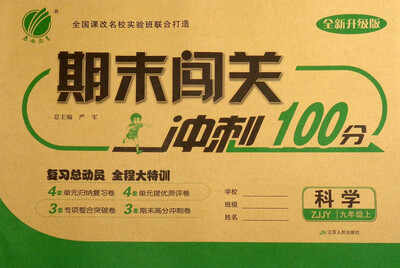 春雨教育
全国课改名校实验班联合打造
全新升级版
期末闯关
总主编 严 军
冲刺100分
复习总动员 全程大特训
4套单元归纳复习卷 4套单元提优测评卷
3套专项整合突破卷 3套期末高分冲刺卷
学校
班级
姓名
科学
ZJJY 九年级上
江苏人民出版社